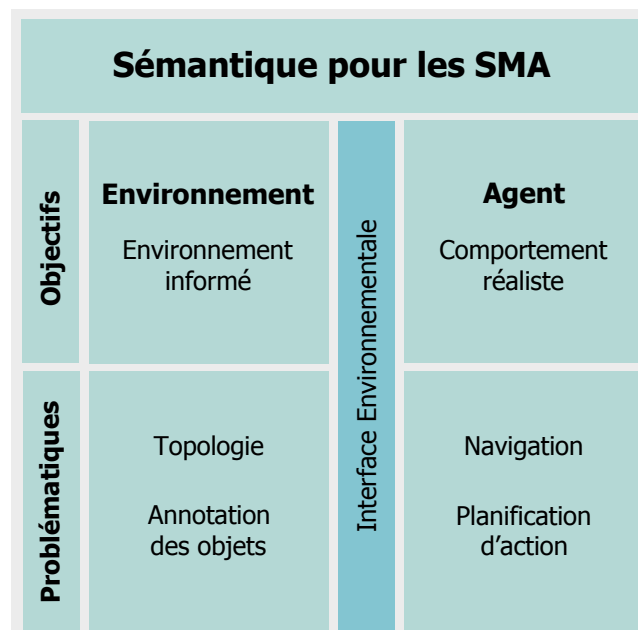 Sémantique pour les SMA
Objectifs
Environnement
Environnement
informé
Interface Environnementale
Agent
Comportement
réaliste
Problématiques
Topologie
Annotation
des objets
Navigation
Planification
d’action